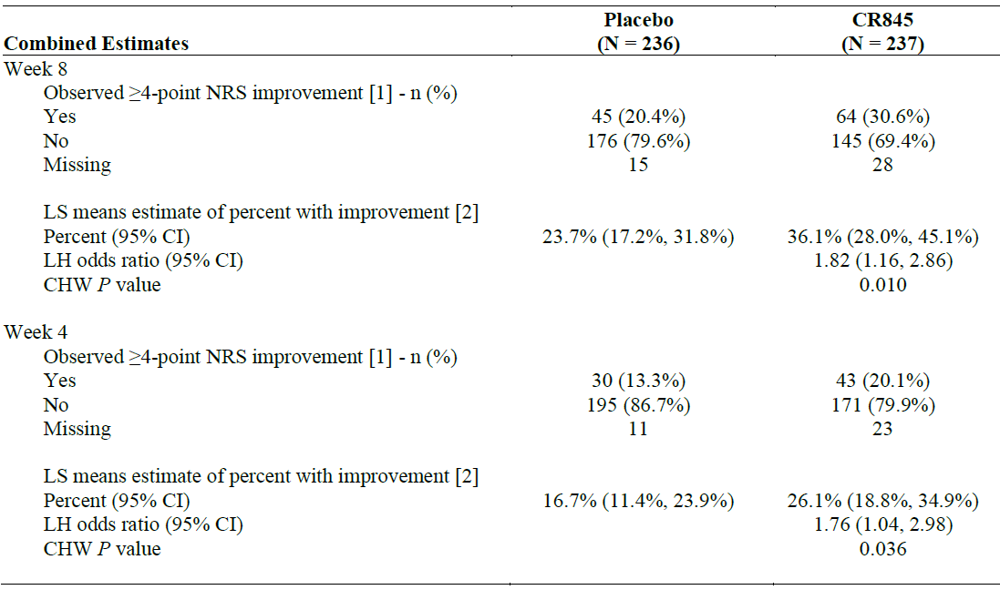 Combined Estimates Placebo (N = 236) CR845 (N = 237)
Week 8
Observed ≥4-point NRS improvement [1] - n (%)
Yes 45 (20.4%) 64 (30.6%)
No 176 (79.6%) 145 (69.4%)
Missing 15 28
LS means estimate of percent with improvement [2]
Percent (95% CI) 23.7% (17.2%, 31.8%) 36.1% (28.0%, 45.1%)
LH odds ratio (95% CI) 1.82 (1.16, 2.86)
CHW P value 0.010
Week 4
Observed ≥4-point NRS improvement [1] - n (%)
Yes 30 (13.3%) 43 (20.1%)
No 195 (86.7%) 171 (79.9%)
Missing 11 23
LS means estimate of percent with improvement [2]
Percent (95% CI) 16.7% (11.4%, 23.9%) 26.1% (18.8%, 34.9%)
LH odds ratio (95% CI) 1.76 (1.04, 2.98)
CHW P value 0.036